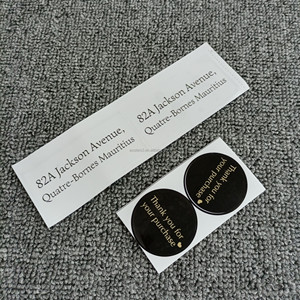 82A Jackson Avenue,
Quatre-Bornes Mauritius
82A Jackson Avenue,
Quatre-Bornes Mauritius
Thank you for
your purchase
Thank you for
your purchase